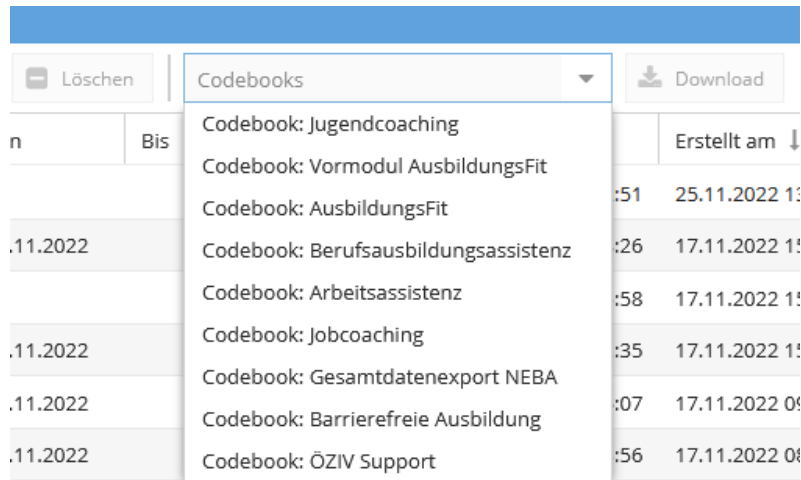 Löschen Codebooks Download
n Bis Erstellt am
Codebook: Jugendcoaching
Codebook: Vormodul AusbildungsFit
:51 25.11.2022 13
Codebook: AusbildungsFit
.11.2022 Codebook: Berufsausbildungsassistenz :26 17.11.2022 15
Codebook: Arbeitsassistenz :58 17.11.2022 15
.11.2022 Codebook: Jobcoaching :35 17.11.2022 15
Codebook: Gesamtdatenexport NEBA
.11.2022 Codebook: Barrierefreie Ausbildung :07 17.11.2022 09
.11.2022 Codebook: ÖZIV Support :56 17.11.2022 08